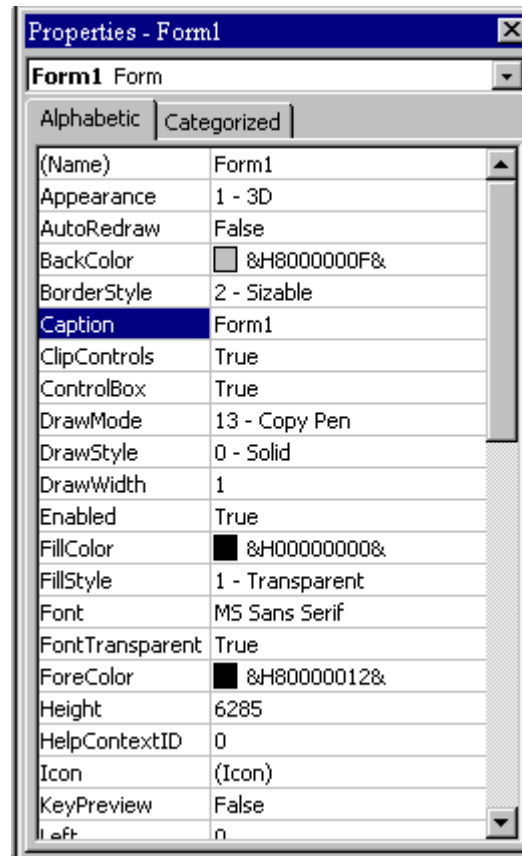 Properties - Form1
Form1 Form
Alphabetic Categorized
(Name) Form1
Appearance 1 - 3D
AutoRedraw False
BackColor &H8000000F&
BorderStyle 2 - Sizable
Caption Form1
ClipControls True
ControlBox True
DrawMode 13 - Copy Pen
DrawStyle 0 - Solid
DrawWidth 1
Enabled True
FillColor &H00000000&
FillStyle 1 - Transparent
Font MS Sans Serif
FontTransparent True
ForeColor &H80000012&
Height 6285
HelpContextID 0
Icon (Icon)
KeyPreview False
Left 0